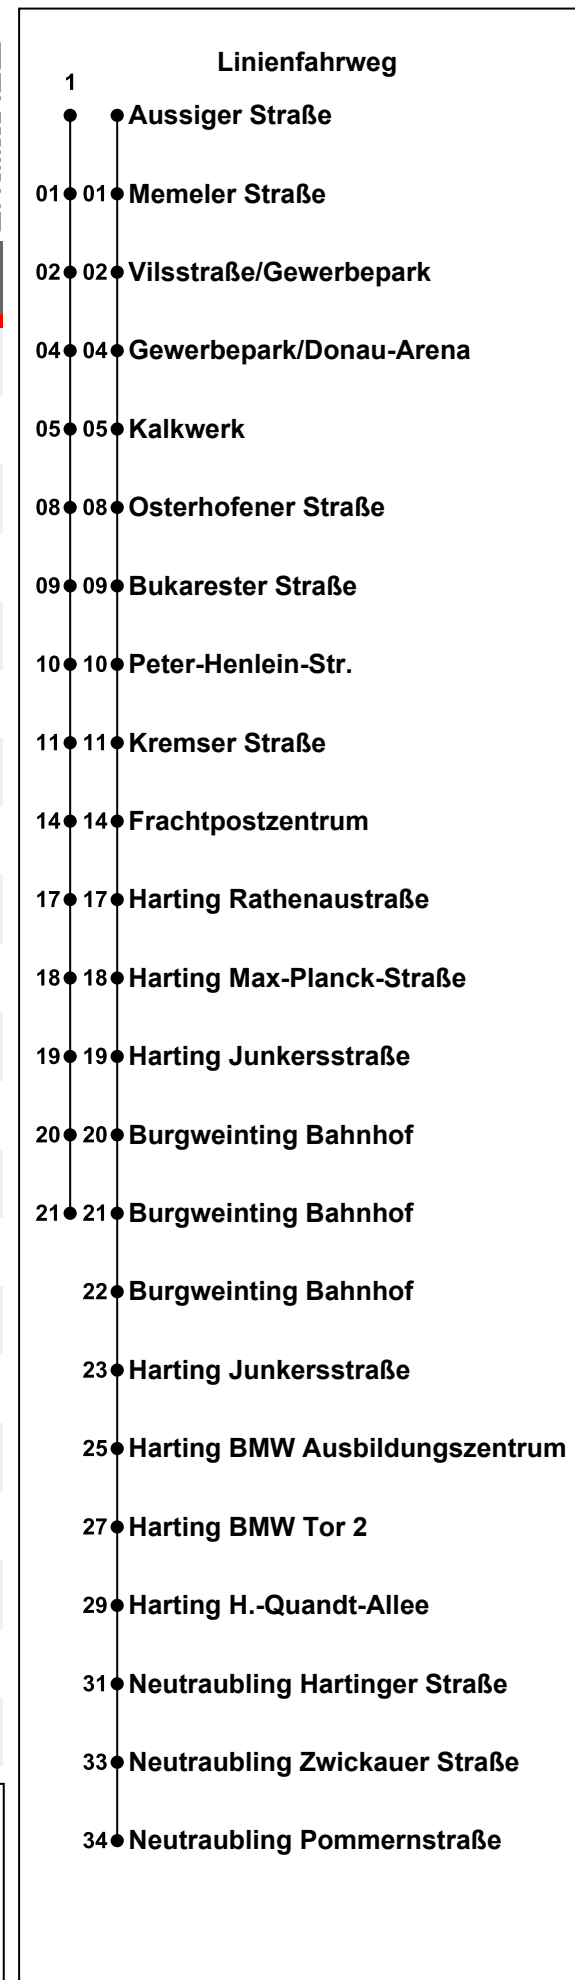 Linienfahrweg
1
Aussiger Straße
01 01 Memeler Straße
02 02 Vilsstraße/Gewerbepark
04 04 Gewerbepark/Donau-Arena
05 05 Kalkwerk
08 08 Osterhofener Straße
09 09 Bukarester Straße
10 10 Peter-Henlein-Str.
11 11 Kremser Straße
14 14 Frachtpostzentrum
17 17 Harting Rathenaustraße
18 18 Harting Max-Planck-Straße
19 19 Harting Junkersstraße
20 20 Burgweinting Bahnhof
21 21 Burgweinting Bahnhof
22 Burgweinting Bahnhof
23 Harting Junkersstraße
25 Harting BMW Ausbildungszentrum
27 Harting BMW Tor 2
29 Harting H.-Quandt-Allee
31 Neutraubling Hartinger Straße
33 Neutraubling Zwickauer Straße
34 Neutraubling Pommernstraße